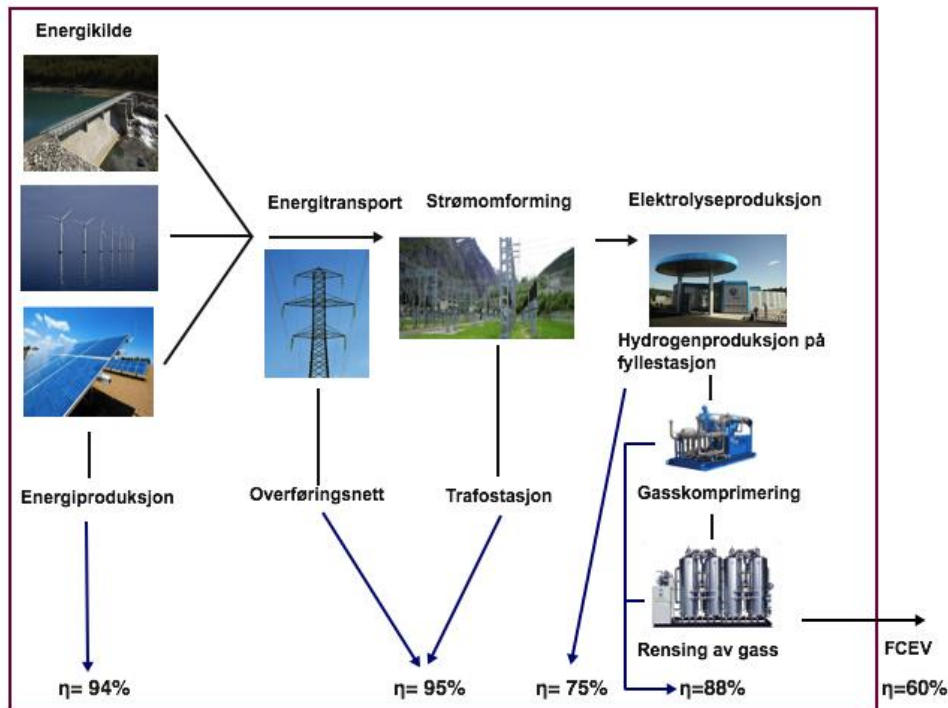 Energikilde
Energitransport
Strømomforming
Elektrolyseproduksjon
Hydrogenproduksjon på
fyllestasjon
Energiproduksjon
Overføringsnett
Trafostasjon
Gasskomprimering
Rensing av gass
FCEV
η= 94%
η= 95%
η= 75%
η=88%
η=60%